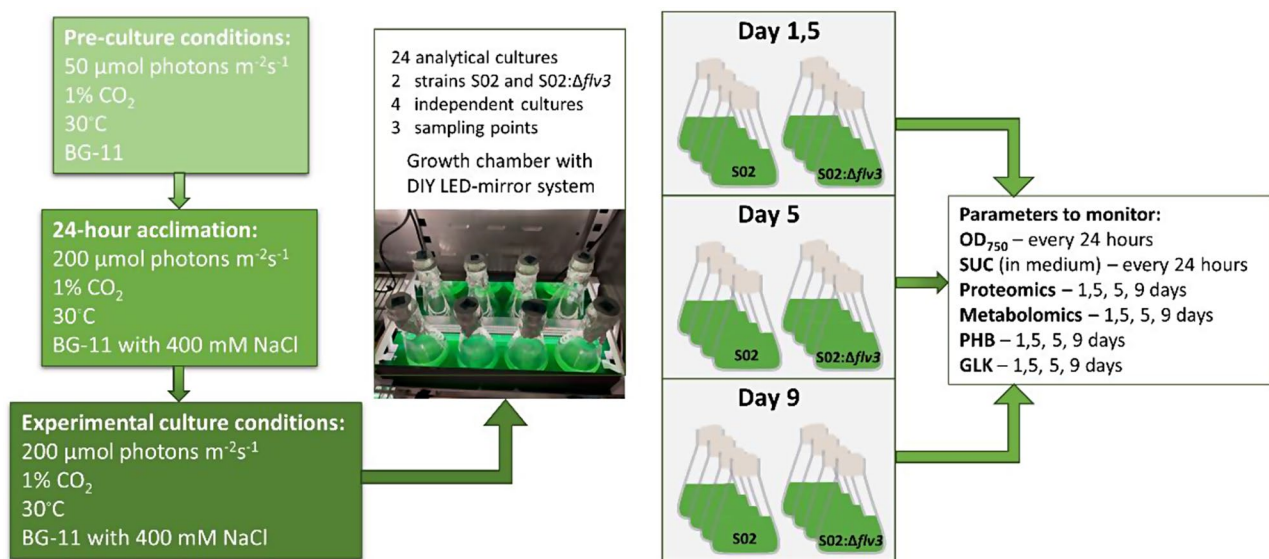 Pre-culture conditions:
50 µmol photons m⁻²s⁻¹
1% CO₂
30°C
BG-11
24-hour acclimation:
200 µmol photons m⁻²s⁻¹
1% CO₂
30°C
BG-11 with 400 mM NaCl
Experimental culture conditions:
200 µmol photons m⁻²s⁻¹
1% CO₂
30°C
BG-11 with 400 mM NaCl
24 analytical cultures
2 strains S02 and S02:Δflv3
4 independent cultures
3 sampling points
Growth chamber with
DIY LED-mirror system
Day 1,5
S02
S02:Δflv3
Day 5
S02
S02:Δflv3
Day 9
S02
S02:Δflv3
Parameters to monitor:
OD₇₅₀ – every 24 hours
SUC (in medium) – every 24 hours
Proteomics – 1,5, 5, 9 days
Metabolomics – 1,5, 5, 9 days
PHB – 1,5, 5, 9 days
GLK – 1,5, 5, 9 days